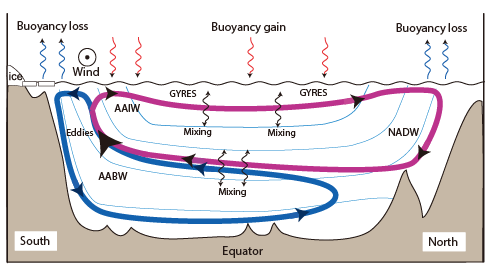 Buoyancy loss
Buoyancy gain
Buoyancy loss
Wind
ice
GYRES
GYRES
AAIW
Mixing
Mixing
Eddies
NADW
AABW
Mixing
South
Equator
North